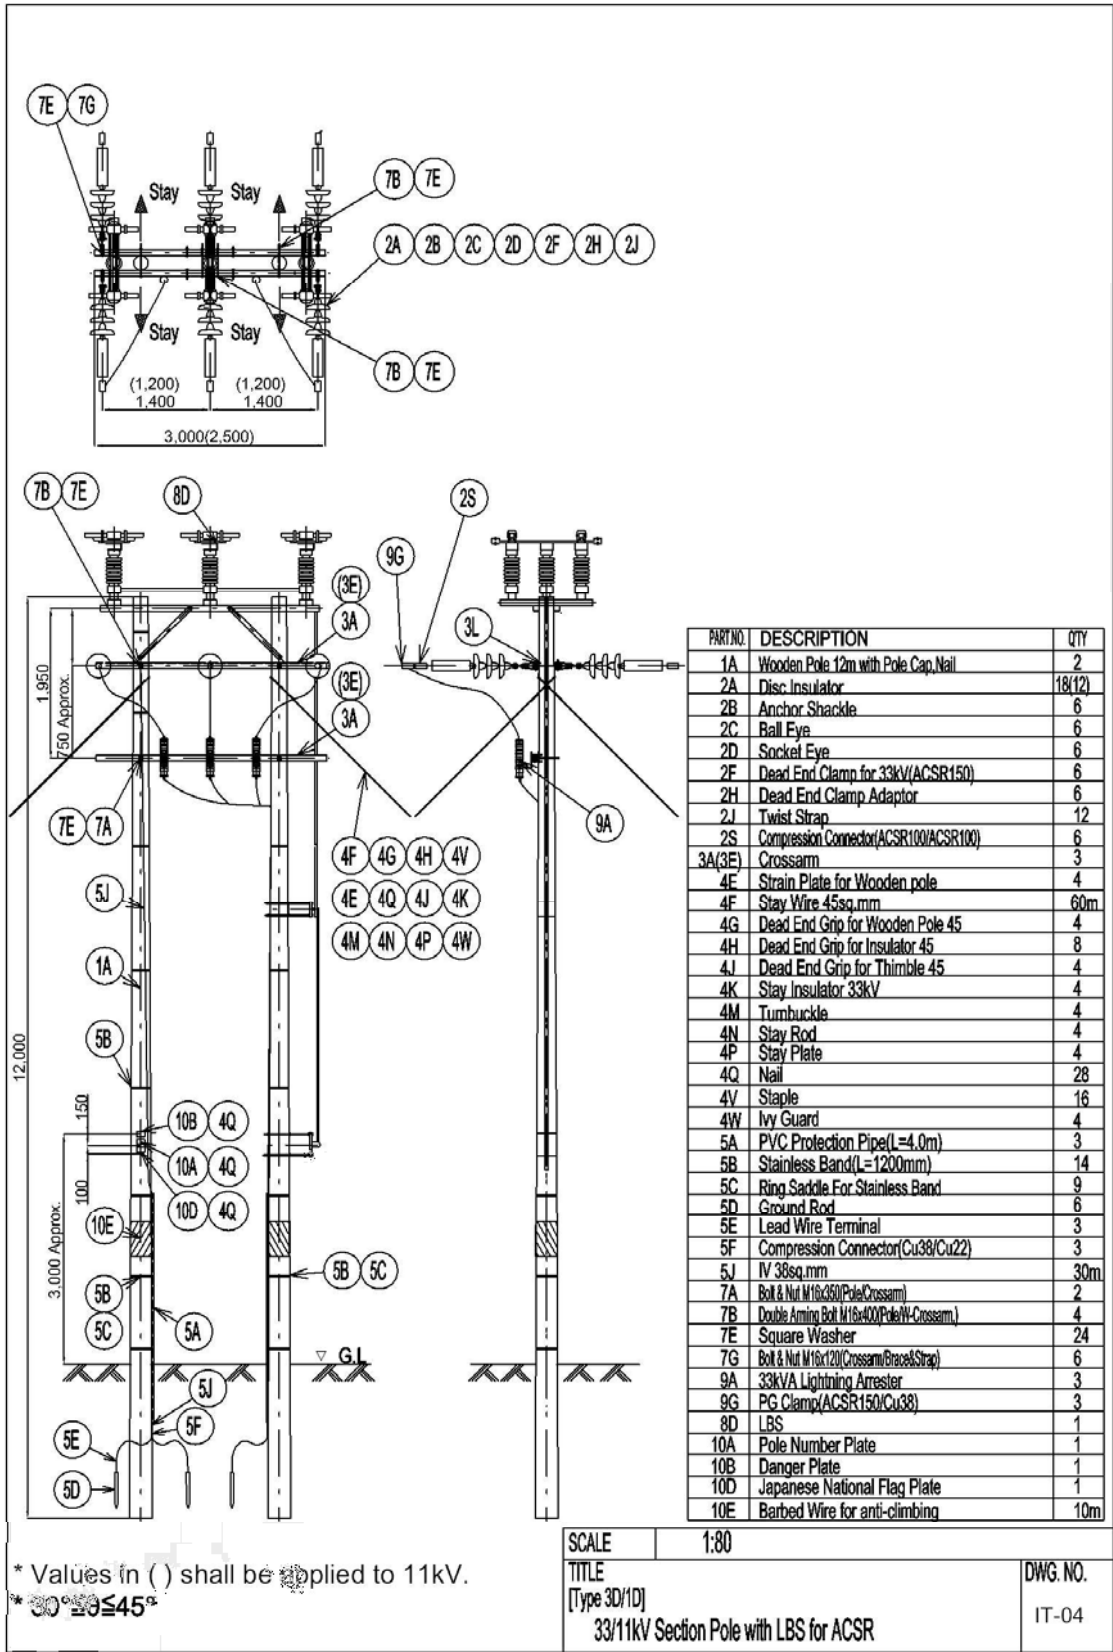 7E 7G
Stay Stay
7B 7E
2A 2B 2C 2D 2F 2H 2J
Stay Stay
7B 7E
(1,200) (1,200)
1,400 1,400
3,000(2,500)
7B 7E
8D
2S
9G
(3E)
3A
3L
(3E)
3A
1,950
750 Approx.
7E 7A
9A
4F 4G 4H 4V
4E 4Q 4J 4K
4M 4N 4P 4W
5J
1A
5B
12,000
150
10B 4Q
10A 4Q
100
10D 4Q
10E
3,000 Approx.
5B 5C
5B
5C
5A
G.L
5J
5F
5E
5D
PART.NO. DESCRIPTION Q'TY
1A Wooden Pole 12m with Pole Cap,Nail 2
2A Disc Insulator 18(12)
2B Anchor Shackle 6
2C Ball Eye 6
2D Socket Eye 6
2F Dead End Clamp for 33kV(ACSR150) 6
2H Dead End Clamp Adaptor 6
2J Twist Strap 12
2S Compression Connector(ACSR100/ACSR100) 6
3A(3E) Crossarm 3
4E Strain Plate for Wooden pole 4
4F Stay Wire 45sq.mm 60m
4G Dead End Grip for Wooden Pole 45 4
4H Dead End Grip for Insulator 45 8
4J Dead End Grip for Thimble 45 4
4K Stay Insulator 33kV 4
4M Turnbuckle 4
4N Stay Rod 4
4P Stay Plate 4
4Q Nail 28
4V Staple 16
4W Ivy Guard 4
5A PVC Protection Pipe(L=4.0m) 3
5B Stainless Band(L=1200mm) 14
5C Ring Saddle For Stainless Band 9
5D Ground Rod 6
5E Lead Wire Terminal 3
5F Compression Connector(Cu38/Cu22) 3
5J IV 38sq.mm 30m
7A Bolt & Nut M16x350(Pole/Crossarm) 2
7B Double Arming Bolt M16x400(Pole/W-Crossarm,) 4
7E Square Washer 24
7G Bolt & Nut M16x120(Crossarm/Brace&Strap) 6
9A 33kVA Lightning Arrester 3
9G PG Clamp(ACSR150/Cu38) 3
8D LBS 1
10A Pole Number Plate 1
10B Danger Plate 1
10D Japanese National Flag Plate 1
10E Barbed Wire for anti-climbing 10m
* Values in ( ) shall be applied to 11kV.
* 30°≦θ≦45°
SCALE 1:80
TITLE
[Type 3D/1D]
33/11kV Section Pole with LBS for ACSR
DWG. NO.
IT-04